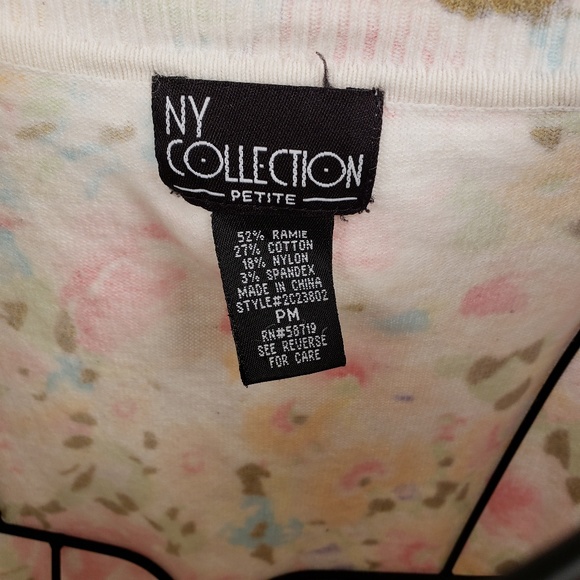 NY
COLLECTION
PETITE
52% RAMIE
27% COTTON
18% NYLON
3% SPANDEX
MADE IN CHINA
STYLE#2C23802
PM
RN#58719
SEE REVERSE
FOR CARE